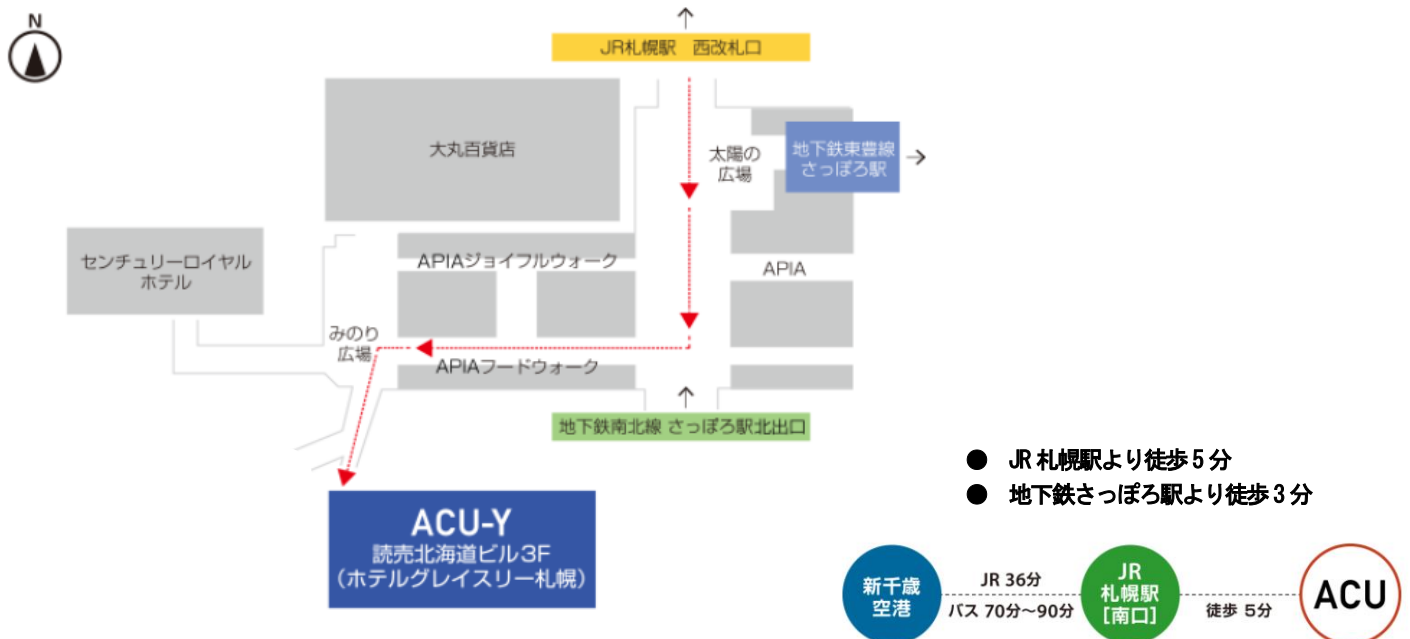 N
JR札幌駅 西改札口
大丸百貨店
太陽の
広場
地下鉄東豊線
さっぽろ駅
センチュリーロイヤル
ホテル
APIAジョイフルウォーク
APIA
みのり
広場
APIAフードウォーク
地下鉄南北線 さっぽろ駅北出口
ACU-Y
読売北海道ビル3F
(ホテルグレイスリー札幌)
● JR 札幌駅より徒歩 5 分
● 地下鉄さっぽろ駅より徒歩 3 分
新千歳
空港
JR 36分
バス 70分~90分
JR
札幌駅
[南口]
徒歩 5分
ACU